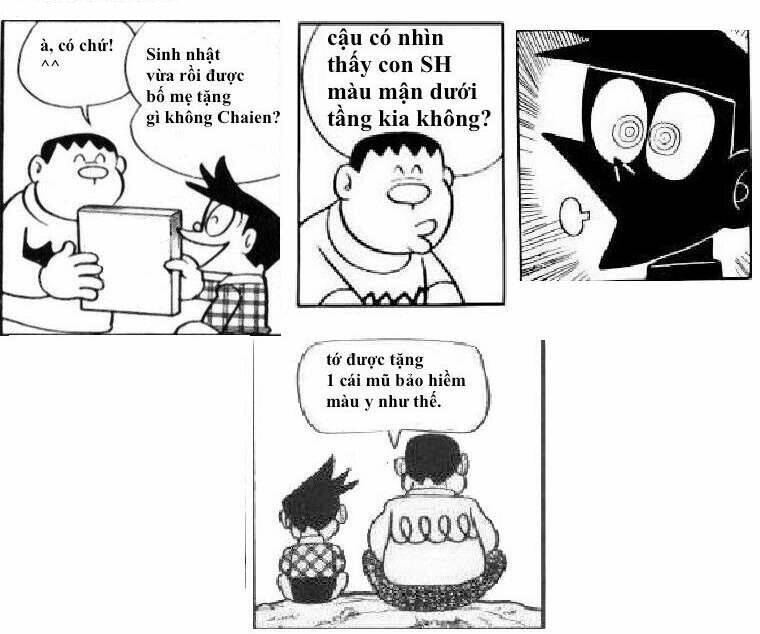 à, có chứ!
^^
Sinh nhật
vừa rồi được
bố mẹ tặng
gì không Chaien?
cậu có nhìn
thấy con SH
màu mận dưới
tầng kia không?
tớ được tặng
1 cái mũ bảo hiềm
màu y như thế.